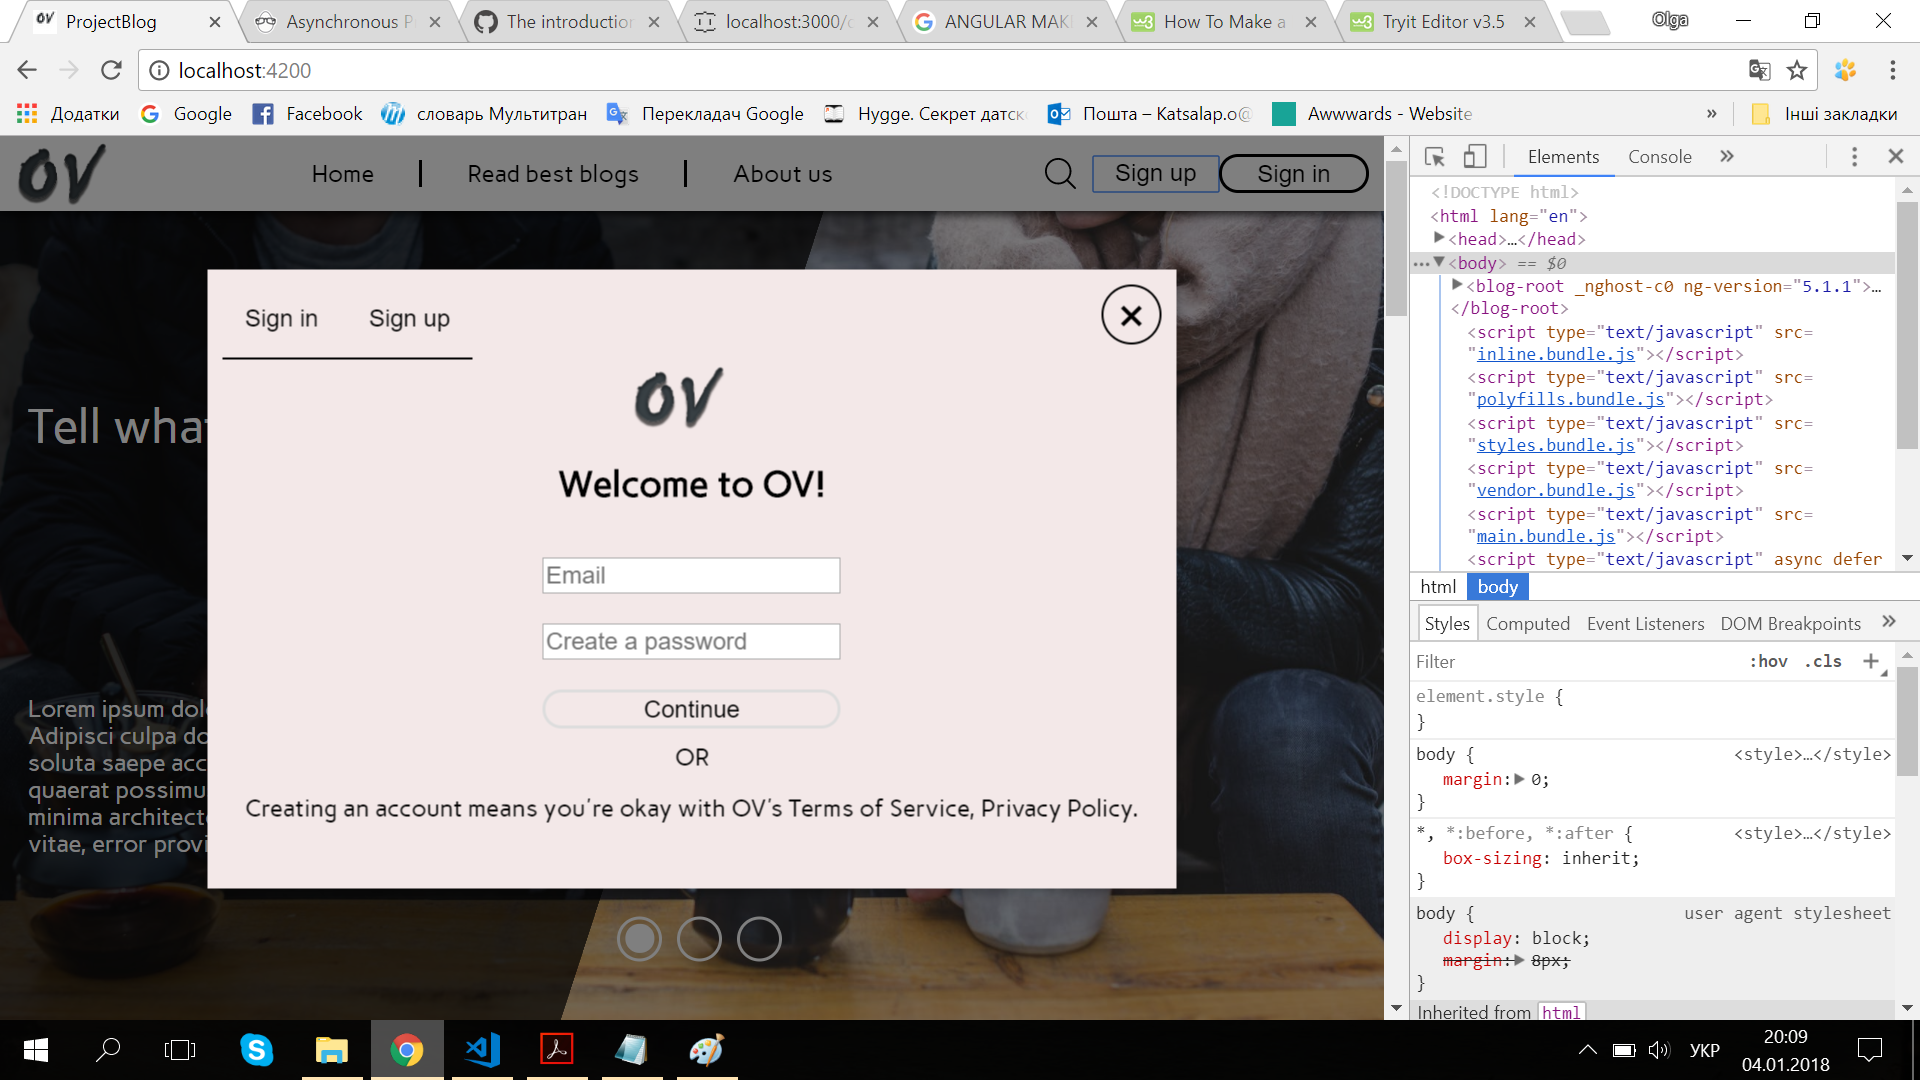 ProjectBlog
Asynchronous P
The introduction
localhost:3000/
ANGULAR MAK
How To Make a
Tryit Editor v3.5
Olga
localhost:4200
Додатки
Google
Facebook
словарь Мультитран
Перекладач Google
Hygge. Секрет датск
Пошта – Katsalap.o@
Awwwards - Website
»
Інші закладки
OV
Home
Read best blogs
About us
Sign up
Sign in
Sign in
Sign up
OV
Welcome to OV!
Email
Create a password
Continue
OR
Creating an account means you're okay with OV's Terms of Service, Privacy Policy.
Tell what
Lorem ipsum dol
Adipisci culpa do
soluta saepe acc
quaerat possimu
minima architect
vitae, error provi
Elements
Console
»
<!DOCTYPE html>
<html lang="en">
<head>…</head>
…<body> == $0
<blog-root _nghost-c0 ng-version="5.1.1">…
</blog-root>
<script type="text/javascript" src=
"inline.bundle.js"></script>
<script type="text/javascript" src=
"polyfills.bundle.js"></script>
<script type="text/javascript" src=
"styles.bundle.js"></script>
<script type="text/javascript" src=
"vendor.bundle.js"></script>
<script type="text/javascript" src=
"main.bundle.js"></script>
<script type="text/javascript" async defer
html
body
Styles
Computed
Event Listeners
DOM Breakpoints
»
Filter
:hov
.cls
+
element.style {
}
body {
<style>…</style>
margin: 0;
}
*, *:before, *:after {
<style>…</style>
box-sizing: inherit;
}
body {
user agent stylesheet
display: block;
margin: 8px;
}
Inherited from html
УКР
20:09
04.01.2018